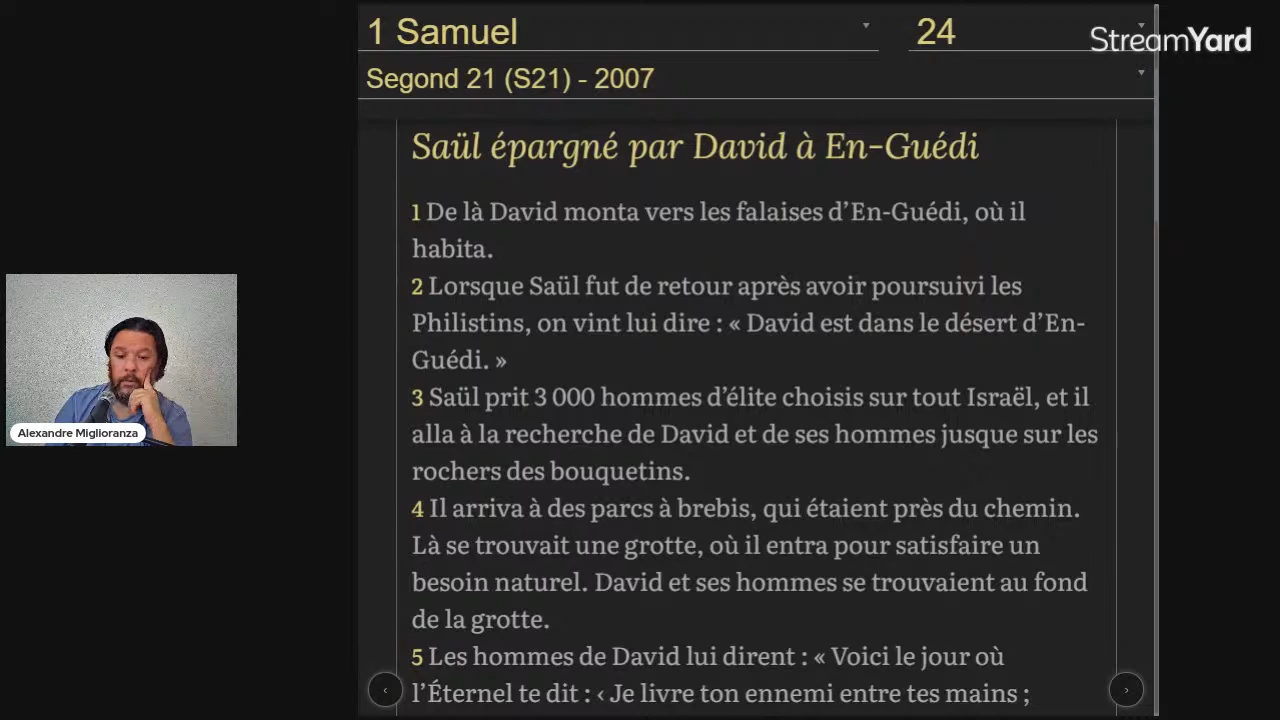 1 Samuel
24
StreamYard
Segond 21 (S21) - 2007
Saül épargné par David à En-Guédi
1 De là David monta vers les falaises d’En-Guédi, où il
habita.
2 Lorsque Saül fut de retour après avoir poursuivi les
Philistins, on vint lui dire : « David est dans le désert d’En-
Guédi. »
3 Saül prit 3 000 hommes d’élite choisis sur tout Israël, et il
alla à la recherche de David et de ses hommes jusque sur les
rochers des bouquetins.
4 Il arriva à des parcs à brebis, qui étaient près du chemin.
Là se trouvait une grotte, où il entra pour satisfaire un
besoin naturel. David et ses hommes se trouvaient au fond
de la grotte.
5 Les hommes de David lui dirent : « Voici le jour où
l’Éternel te dit : ‹ Je livre ton ennemi entre tes mains ;
Alexandre Miglioranza